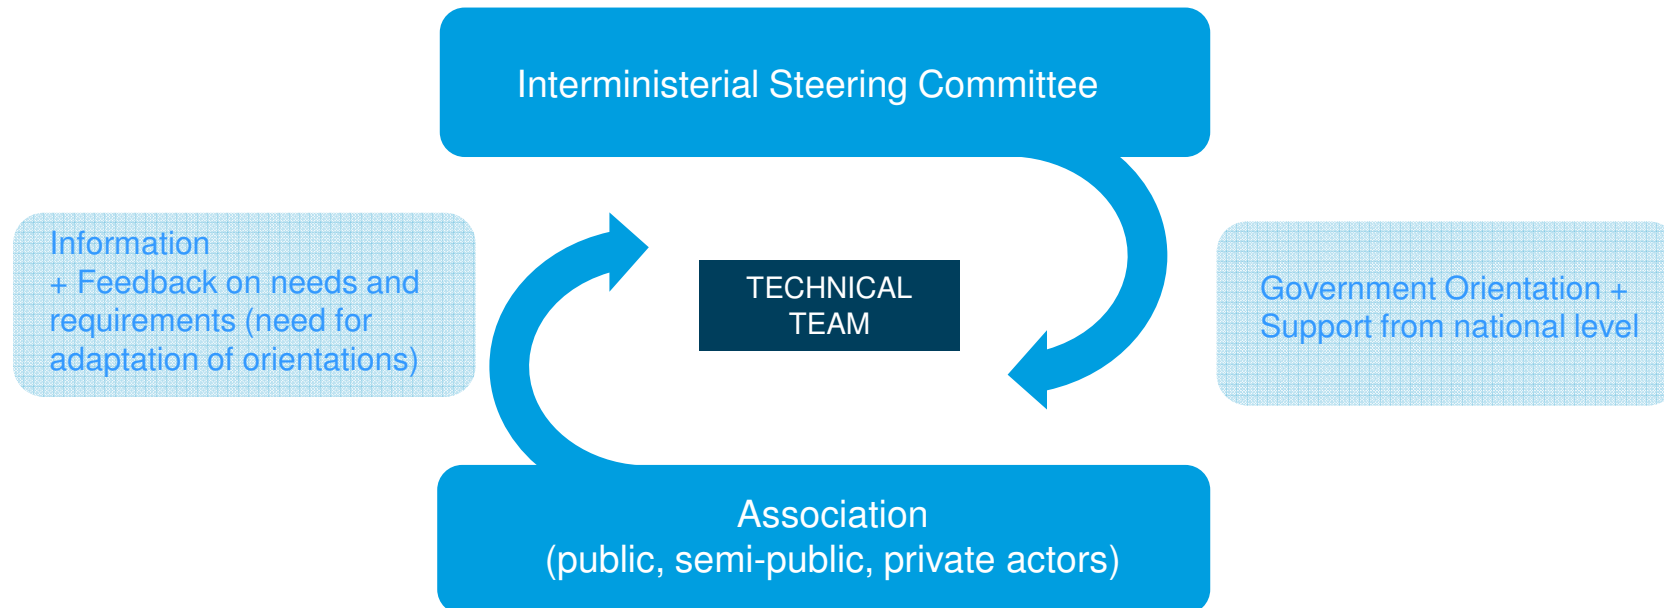 Interministerial Steering Committee
Information
+ Feedback on needs and
requirements (need for
adaptation of orientations)
TECHNICAL
TEAM
Government Orientation +
Support from national level
Association
(public, semi-public, private actors)